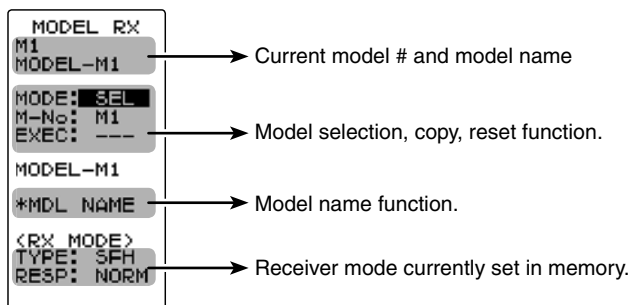 MODEL RX
M1
MODEL-M1
Current model # and model name
MODE: SEL
M-No: M1
EXEC: ---
Model selection, copy, reset function.
MODEL-M1
*MDL NAME
Model name function.
<RX MODE>
TYPE: SFH
RESP: NORM
Receiver mode currently set in memory.